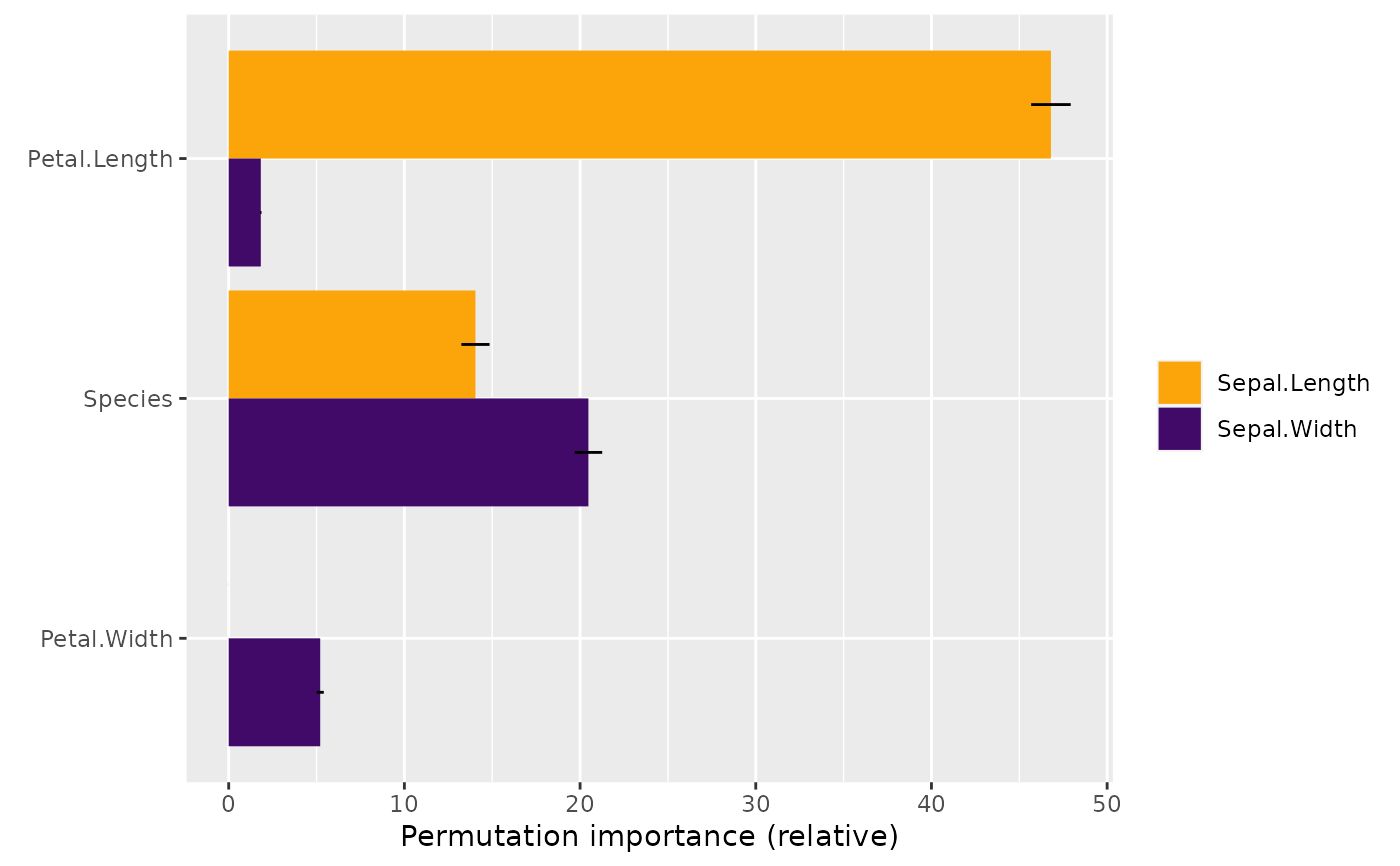 Petal.Length
Species
Petal.Width
0 10 20 30 40 50
Permutation importance (relative)
Sepal.Length
Sepal.Width